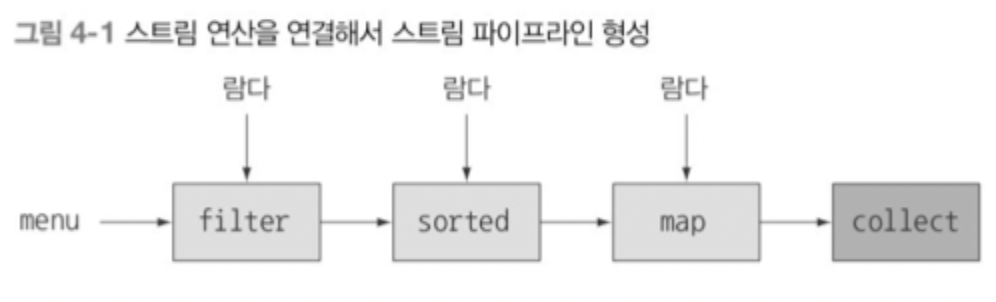 그림 4-1 스트림 연산을 연결해서 스트림 파이프라인 형성
람다 람다 람다
menu filter sorted map collect